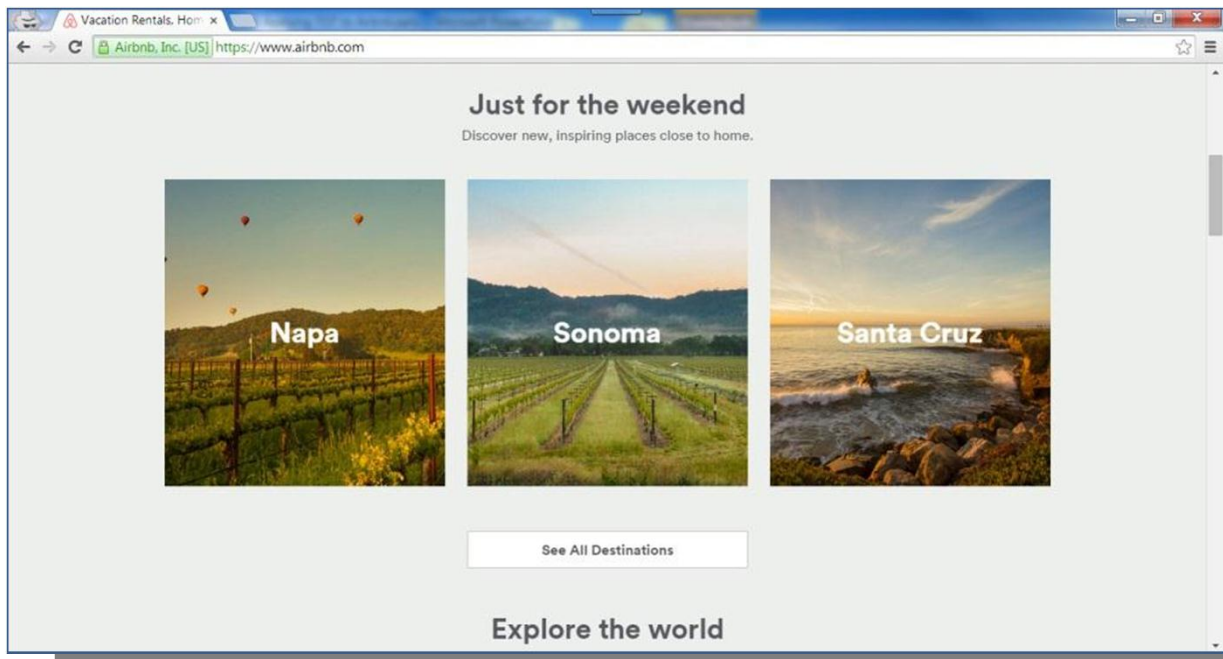 Vacation Rentals, Hom
Airbnb, Inc. [US] https://www.airbnb.com
Just for the weekend
Discover new, inspiring places close to home.
Napa
Sonoma
Santa Cruz
See All Destinations
Explore the world